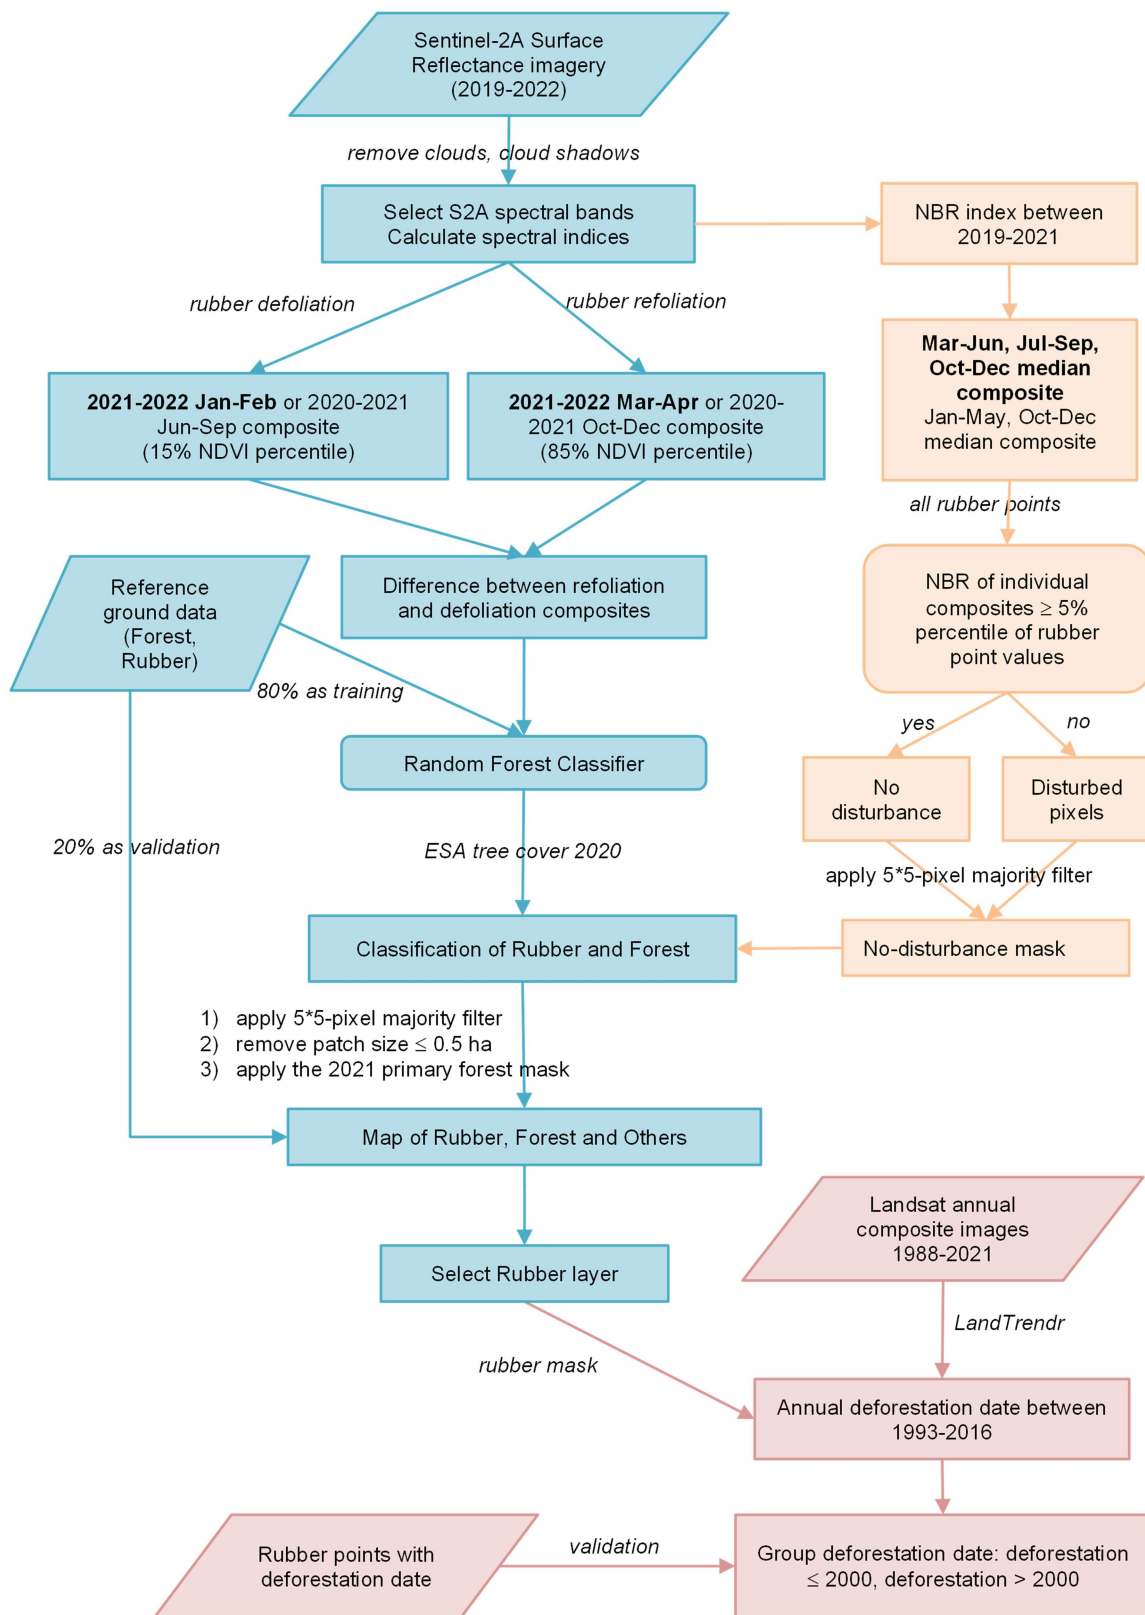 Sentinel-2A Surface
Reflectance imagery
(2019-2022)
remove clouds, cloud shadows
Select S2A spectral bands
Calculate spectral indices
NBR index between
2019-2021
rubber defoliation
rubber refoliation
Mar-Jun, Jul-Sep,
Oct-Dec median
composite
Jan-May, Oct-Dec
median composite
2021-2022 Jan-Feb or 2020-2021
Jun-Sep composite
(15% NDVI percentile)
2021-2022 Mar-Apr or 2020-
2021 Oct-Dec composite
(85% NDVI percentile)
all rubber points
Reference
ground data
(Forest,
Rubber)
Difference between refoliation
and defoliation composites
NBR of individual
composites ≥ 5%
percentile of rubber
point values
80% as training
yes
no
Random Forest Classifier
No
disturbance
Disturbed
pixels
20% as validation
ESA tree cover 2020
apply 5*5-pixel majority filter
Classification of Rubber and Forest
No-disturbance mask
1) apply 5*5-pixel majority filter
2) remove patch size ≤ 0.5 ha
3) apply the 2021 primary forest mask
Map of Rubber, Forest and Others
Landsat annual
composite images
1988-2021
Select Rubber layer
LandTrendr
rubber mask
Annual deforestation date between
1993-2016
Rubber points with
deforestation date
validation
Group deforestation date: deforestation
≤ 2000, deforestation > 2000